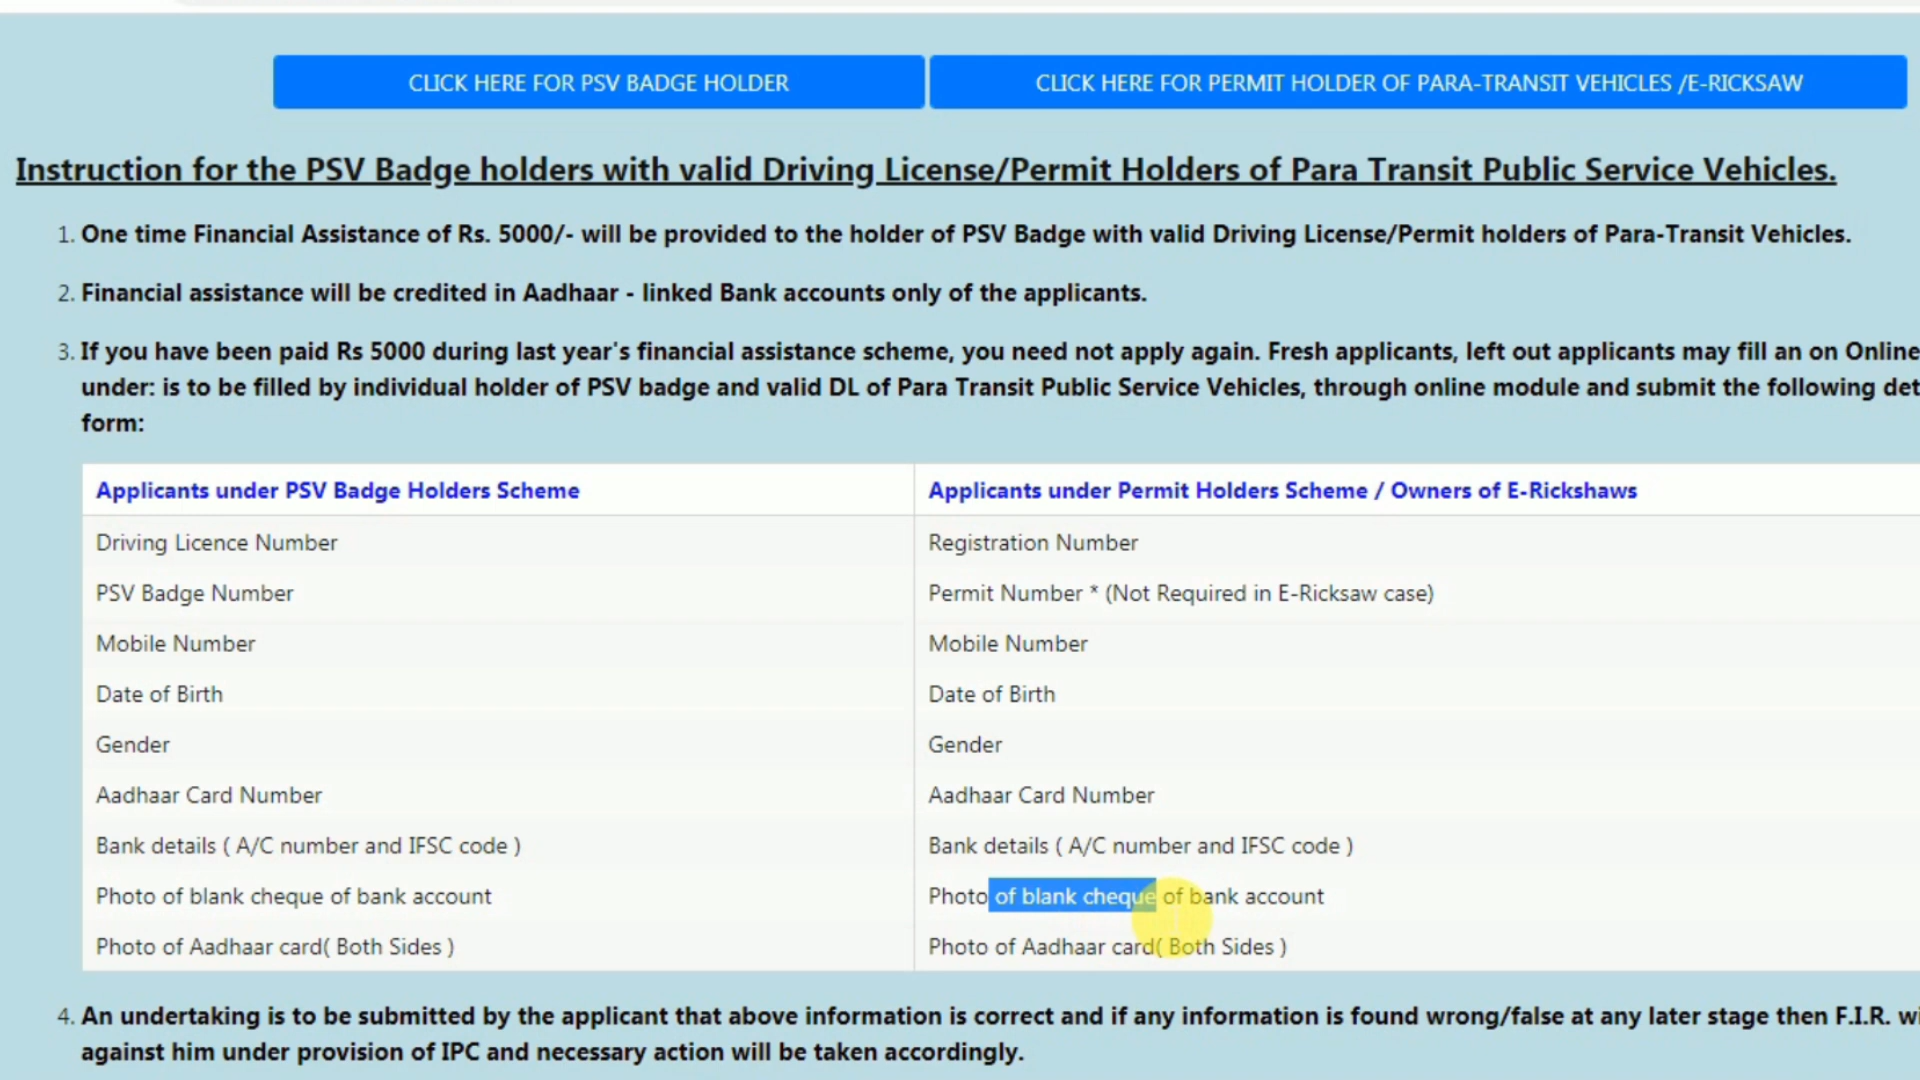 CLICK HERE FOR PSV BADGE HOLDER
CLICK HERE FOR PERMIT HOLDER OF PARA-TRANSIT VEHICLES /E-RICKSAW
Instruction for the PSV Badge holders with valid Driving License/Permit Holders of Para Transit Public Service Vehicles.
1. One time Financial Assistance of Rs. 5000/- will be provided to the holder of PSV Badge with valid Driving License/Permit holders of Para-Transit Vehicles.
2. Financial assistance will be credited in Aadhaar - linked Bank accounts only of the applicants.
3. If you have been paid Rs 5000 during last year's financial assistance scheme, you need not apply again. Fresh applicants, left out applicants may fill an on Online
under: is to be filled by individual holder of PSV badge and valid DL of Para Transit Public Service Vehicles, through online module and submit the following det
form:
Applicants under PSV Badge Holders Scheme
Applicants under Permit Holders Scheme / Owners of E-Rickshaws
Driving Licence Number
Registration Number
PSV Badge Number
Permit Number * (Not Required in E-Ricksaw case)
Mobile Number
Mobile Number
Date of Birth
Date of Birth
Gender
Gender
Aadhaar Card Number
Aadhaar Card Number
Bank details ( A/C number and IFSC code )
Bank details ( A/C number and IFSC code )
Photo of blank cheque of bank account
Photo of blank cheque of bank account
Photo of Aadhaar card( Both Sides )
Photo of Aadhaar card( Both Sides )
4. An undertaking is to be submitted by the applicant that above information is correct and if any information is found wrong/false at any later stage then F.I.R. wi
against him under provision of IPC and necessary action will be taken accordingly.